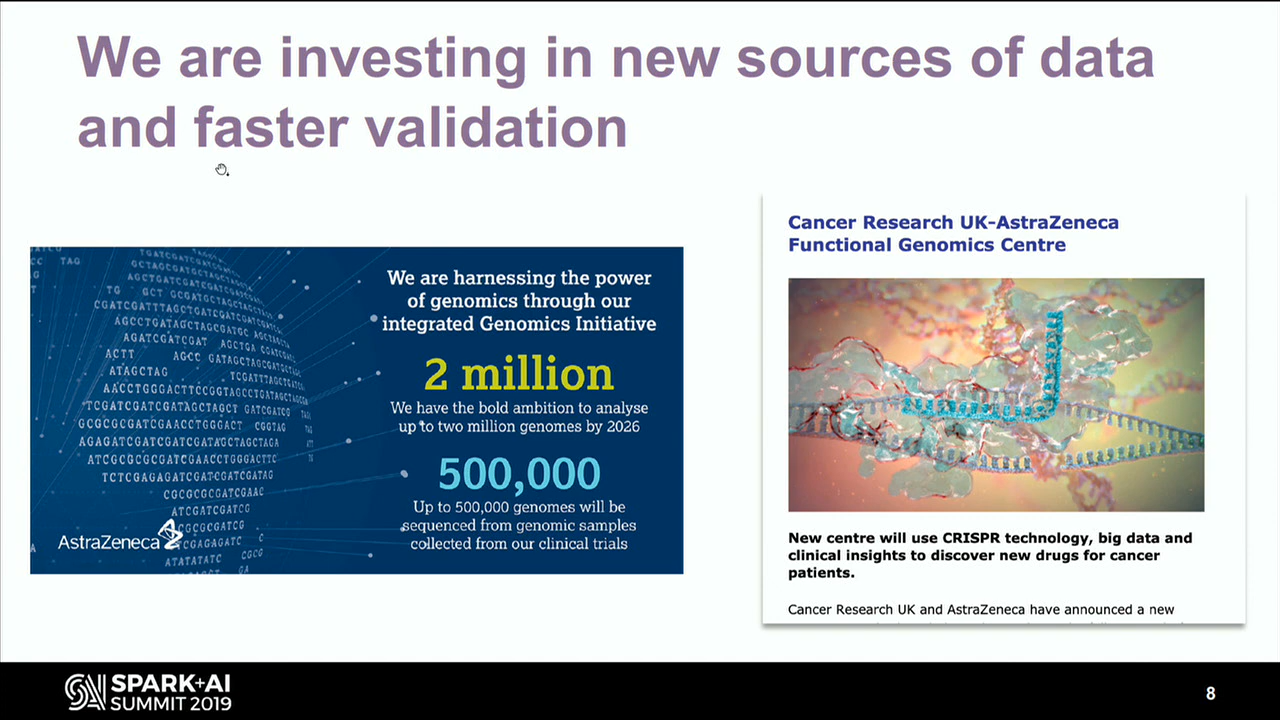 We are investing in new sources of data
and faster validation
We are harnessing the power
of genomics through our
integrated Genomics Initiative
2 million
We have the bold ambition to analyse
up to two million genomes by 2026
500,000
Up to 500,000 genomes will be
sequenced from genomic samples
collected from our clinical trials
AstraZeneca
Cancer Research UK-AstraZeneca
Functional Genomics Centre
New centre will use CRISPR technology, big data and
clinical insights to discover new drugs for cancer
patients.
Cancer Research UK and AstraZeneca have announced a new
SPARK+AI
SUMMIT 2019
8